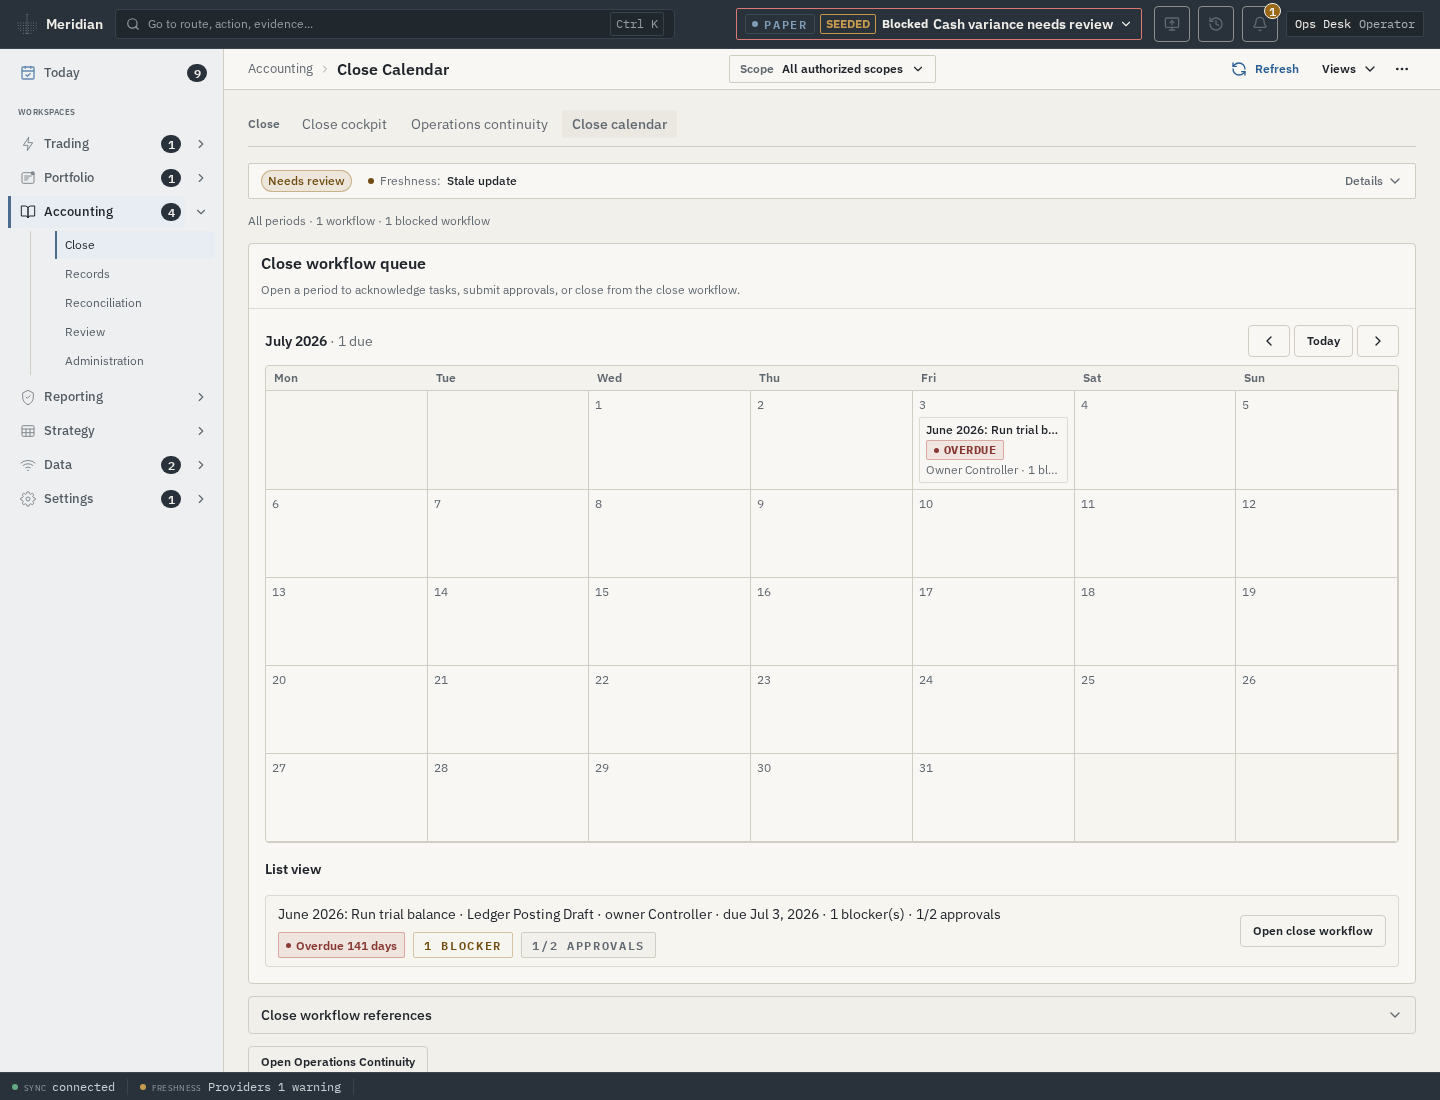 Meridian
Go to route, action, evidence...
Ctrl K
PAPER
SEEDED
Blocked Cash variance needs review
1
Ops Desk Operator
Today
9
WORKSPACES
Trading
1
Portfolio
1
Accounting
4
Close
Records
Reconciliation
Review
Administration
Reporting
Strategy
Data
2
Settings
1
Accounting
Close Calendar
Scope All authorized scopes
Refresh
Views
Close
Close cockpit
Operations continuity
Close calendar
Needs review
Freshness: Stale update
Details
All periods · 1 workflow · 1 blocked workflow
Close workflow queue
Open a period to acknowledge tasks, submit approvals, or close from the close workflow.
July 2026 · 1 due
Today
Mon Tue Wed Thu Fri Sat Sun
1 2 3 4 5
June 2026: Run trial b...
OVERDUE
Owner Controller · 1 bl...
6 7 8 9 10 11 12
13 14 15 16 17 18 19
20 21 22 23 24 25 26
27 28 29 30 31
List view
June 2026: Run trial balance · Ledger Posting Draft · owner Controller · due Jul 3, 2026 · 1 blocker(s) · 1/2 approvals
Overdue 141 days
1 BLOCKER
1/2 APPROVALS
Open close workflow
Close workflow references
Open Operations Continuity
SYNC connected
FRESHNESS Providers 1 warning